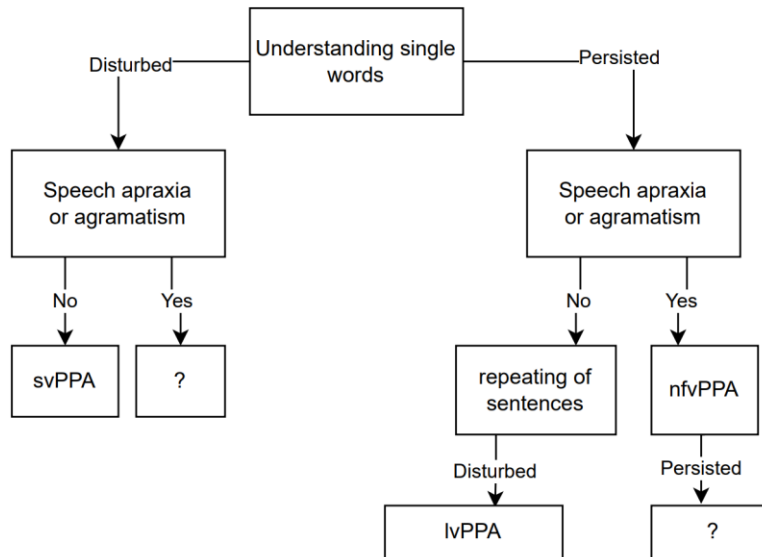 Understanding single
words
Disturbed
Persisted
Speech apraxia
or agramatism
Speech apraxia
or agramatism
No
Yes
No
Yes
svPPA
?
repeating of
sentences
nfvPPA
Disturbed
Persisted
lvPPA
?